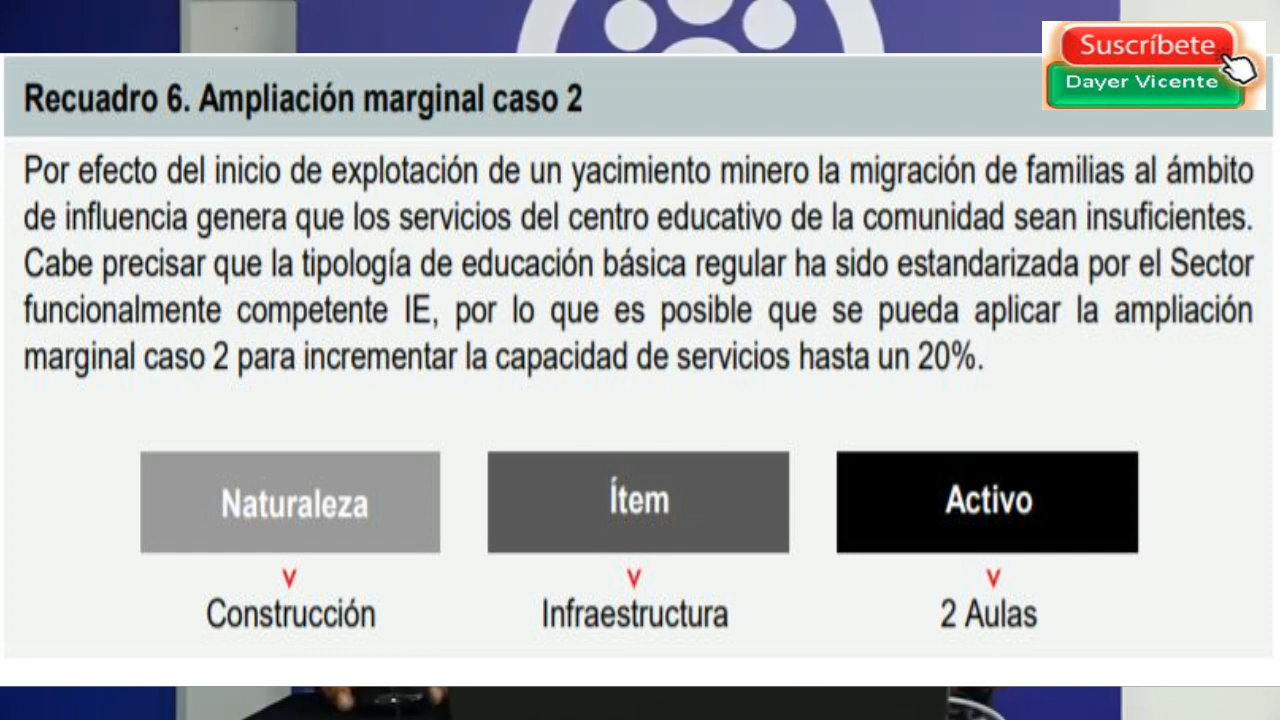 Suscríbete
Dayer Vicente
Recuadro 6. Ampliación marginal caso 2
Por efecto del inicio de explotación de un yacimiento minero la migración de familias al ámbito
de influencia genera que los servicios del centro educativo de la comunidad sean insuficientes.
Cabe precisar que la tipología de educación básica regular ha sido estandarizada por el Sector
funcionalmente competente IE, por lo que es posible que se pueda aplicar la ampliación
marginal caso 2 para incrementar la capacidad de servicios hasta un 20%.
Naturaleza Ítem Activo
v v v
Construcción Infraestructura 2 Aulas